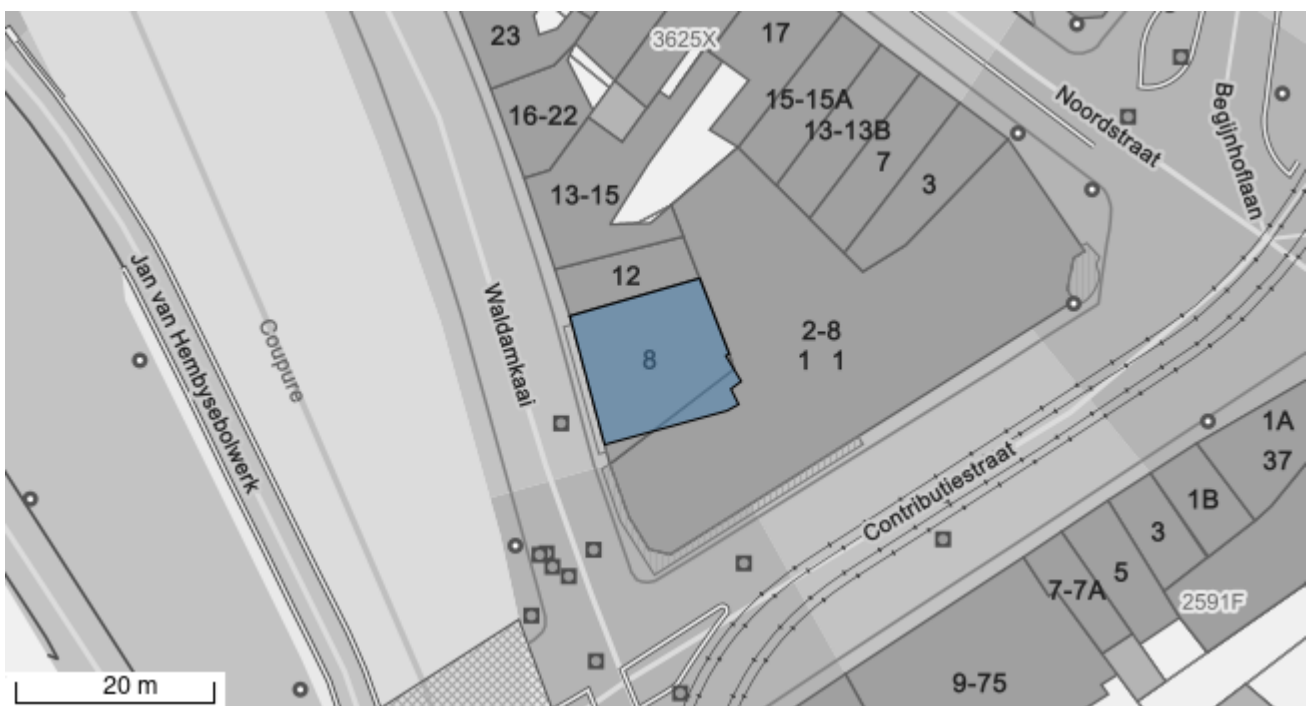 23
3625X
17
16-22
15-15A
13-13B
7
3
Noordstraat
Begijnhoflaan
13-15
12
Jan van Hembysebolwerk
Coupure
Waldamkaai
8
2-8
1 1
Contributiestraat
1A
37
1B
3
5
7-7A
2591F
9-75
20 m